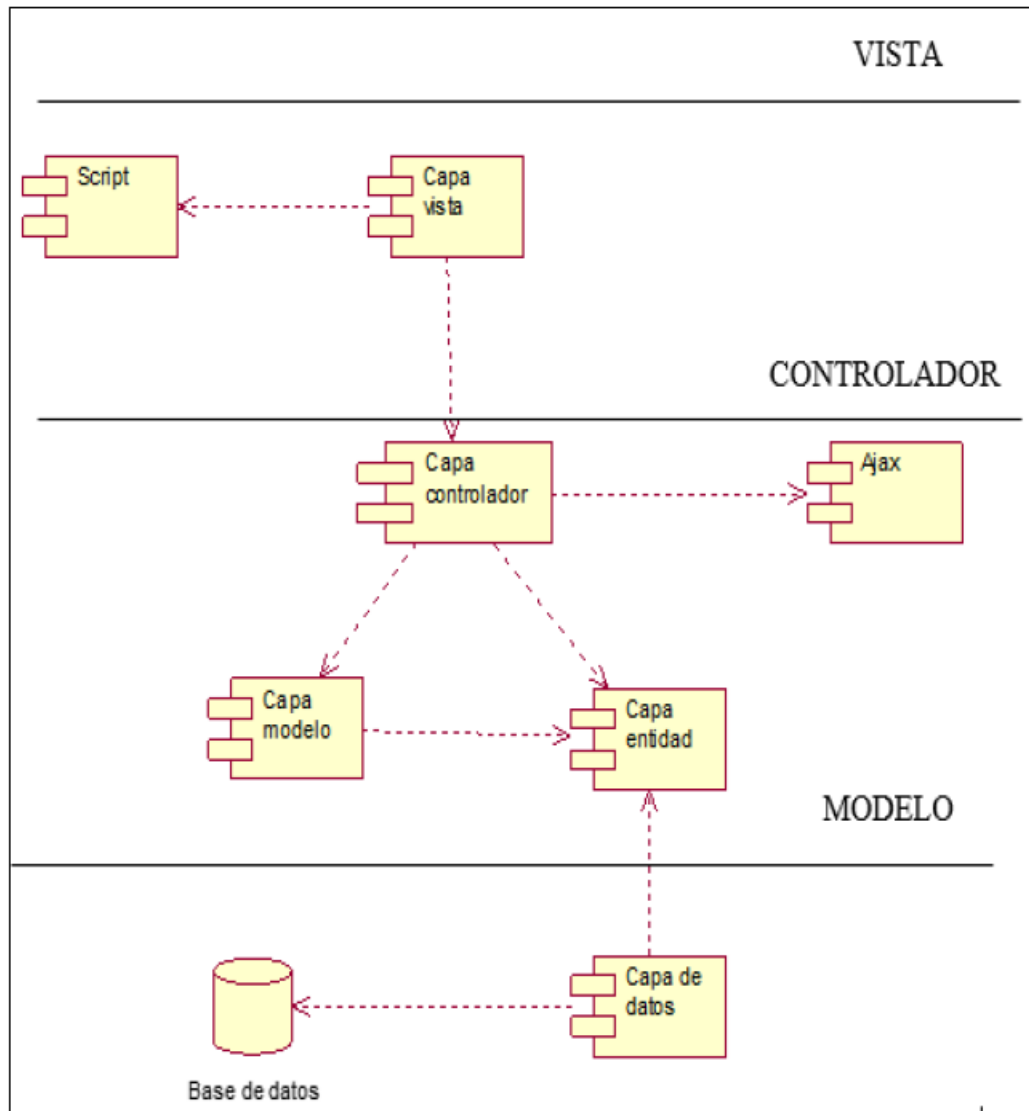 VISTA
Script
Capa
vista
CONTROLADOR
Capa
controlador
Ajax
Capa
modelo
Capa
entidad
MODELO
Capa de
datos
Base de datos